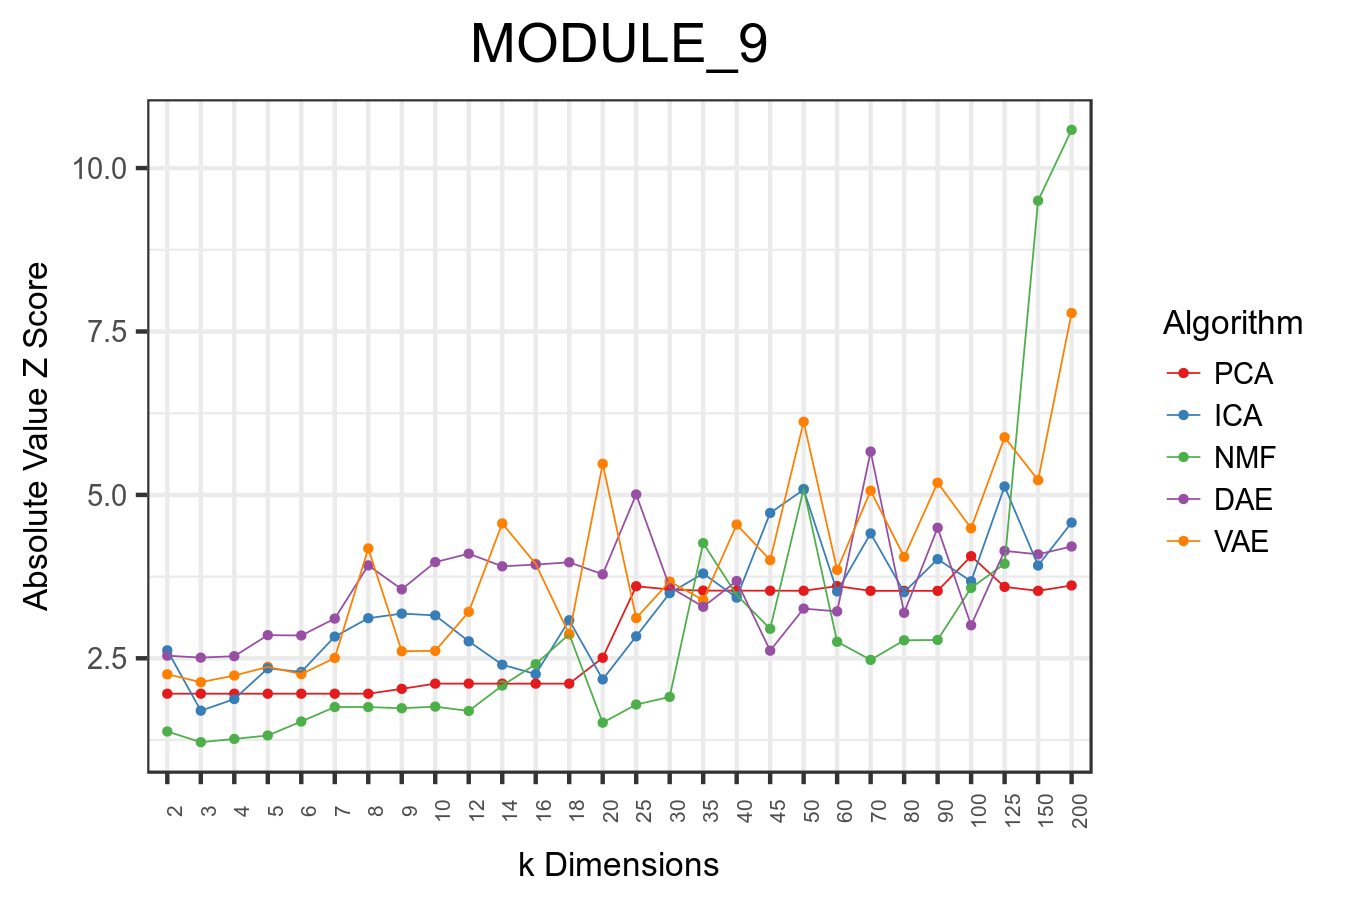 MODULE_9
Absolute Value Z Score
10.0
7.5
5.0
2.5
2 3 4 5 6 7 8 9 10 12 14 16 18 20 25 30 35 40 45 50 60 70 80 90 100 125 150 200
k Dimensions
Algorithm
PCA
ICA
NMF
DAE
VAE